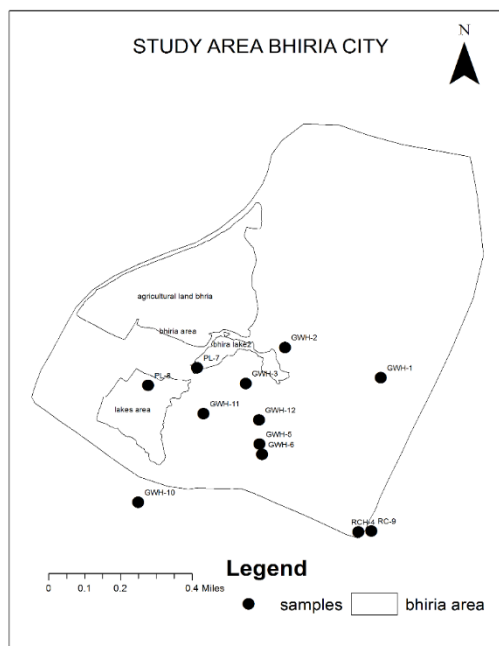 STUDY AREA BHIRIA CITY
N
agricultural land bhria
bhiria area
bhira lake2
GWH-2
PL-7
GWH-1
PL-8
GWH-3
lakes area
GWH-11
GWH-12
GWH-5
GWH-6
GWH-10
RCH-4 RC-9
0 0.1 0.2 0.4 Miles
Legend
samples bhiria area